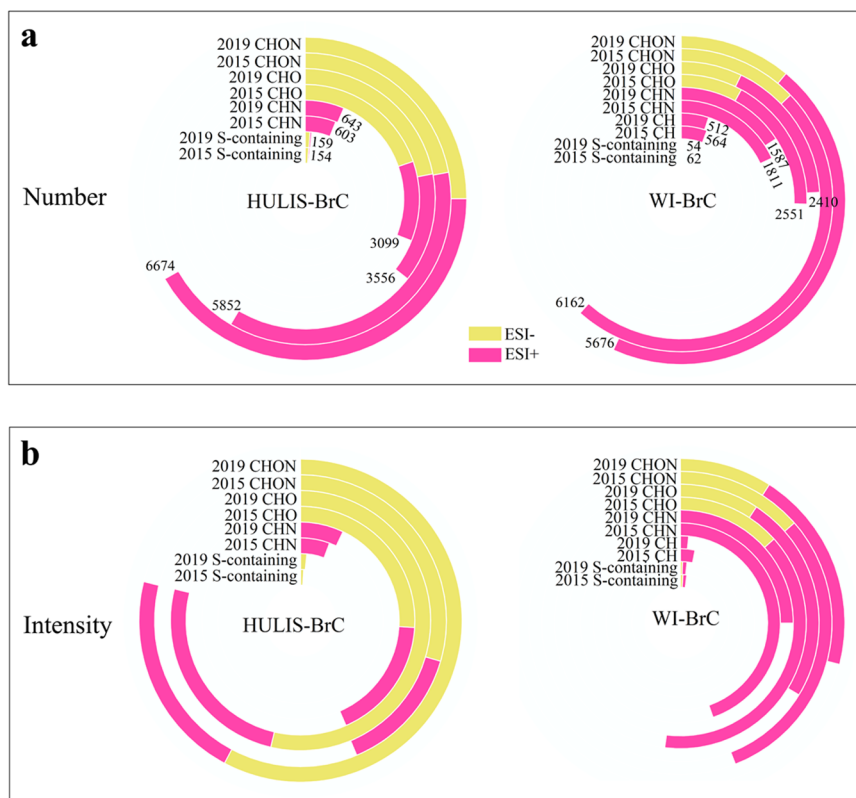 a
2019 CHON
2015 CHON
2019 CHO
2015 CHO
2019 CHN
2015 CHN
2019 S-containing
2015 S-containing
643
603
159
154
Number
HULIS-BrC
3099
3556
6674
5852
2019 CHON
2015 CHON
2019 CHO
2015 CHO
2019 CHN
2015 CHN
2019 CH
2015 CH
2019 S-containing
2015 S-containing
512
564
54
62
1587
1811
WI-BrC
2551
2410
6162
5676
ESI-
ESI+
b
2019 CHON
2015 CHON
2019 CHO
2015 CHO
2019 CHN
2015 CHN
2019 S-containing
2015 S-containing
Intensity
HULIS-BrC
2019 CHON
2015 CHON
2019 CHO
2015 CHO
2019 CHN
2015 CHN
2019 CH
2015 CH
2019 S-containing
2015 S-containing
WI-BrC